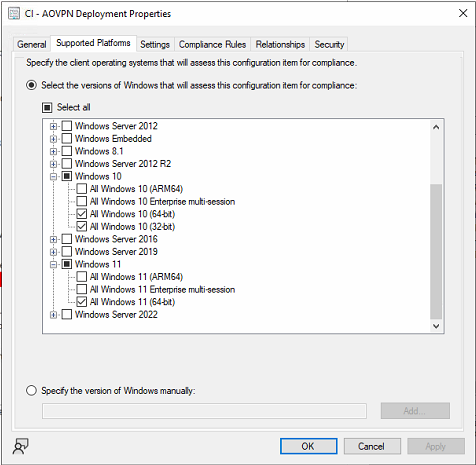 CI - AOVPN Deployment Properties
General Supported Platforms Settings Compliance Rules Relationships Security
Specify the client operating systems that will assess this configuration item for compliance.
Select the versions of Windows that will assess this configuration item for compliance:
Select all
Windows Server 2012
Windows Embedded
Windows 8.1
Windows Server 2012 R2
Windows 10
All Windows 10 (ARM64)
All Windows 10 Enterprise multi-session
All Windows 10 (64-bit)
All Windows 10 (32-bit)
Windows Server 2016
Windows Server 2019
Windows 11
All Windows 11 (ARM64)
All Windows 11 Enterprise multi-session
All Windows 11 (64-bit)
Windows Server 2022
Specify the version of Windows manually:
Add...
OK Cancel Apply